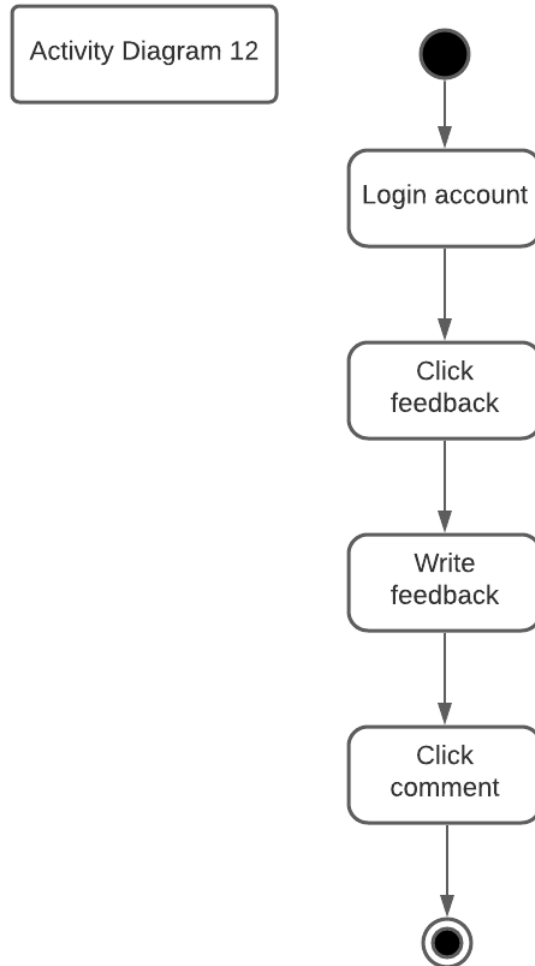 Activity Diagram 12
Login account
Click
feedback
Write
feedback
Click
comment